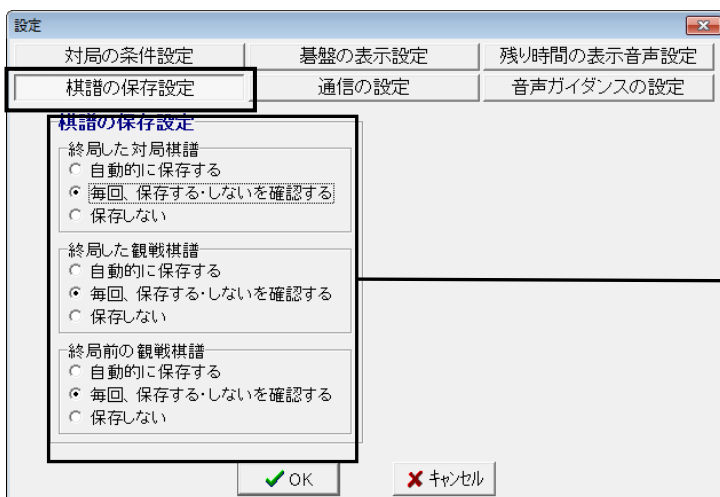 設定
対局の条件設定
碁盤の表示設定
残り時間の表示音声設定
棋譜の保存設定
通信の設定
音声ガイダンスの設定
棋譜の保存設定
終局した対局棋譜
自動的に保存する
毎回、保存する・しないを確認する
保存しない
終局した観戦棋譜
自動的に保存する
毎回、保存する・しないを確認する
保存しない
終局前の観戦棋譜
自動的に保存する
毎回、保存する・しないを確認する
保存しない
OK
キャンセル